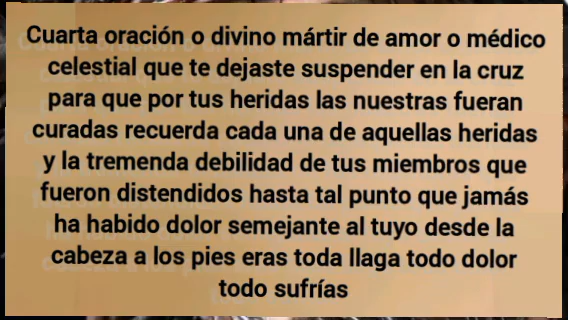 Cuarta oración o divino mártir de amor o médico
celestial que te dejaste suspender en la cruz
para que por tus heridas las nuestras fueran
curadas recuerda cada una de aquellas heridas
y la tremenda debilidad de tus miembros que
fueron distendidos hasta tal punto que jamás
ha habido dolor semejante al tuyo desde la
cabeza a los pies eras toda llaga todo dolor
todo sufrías